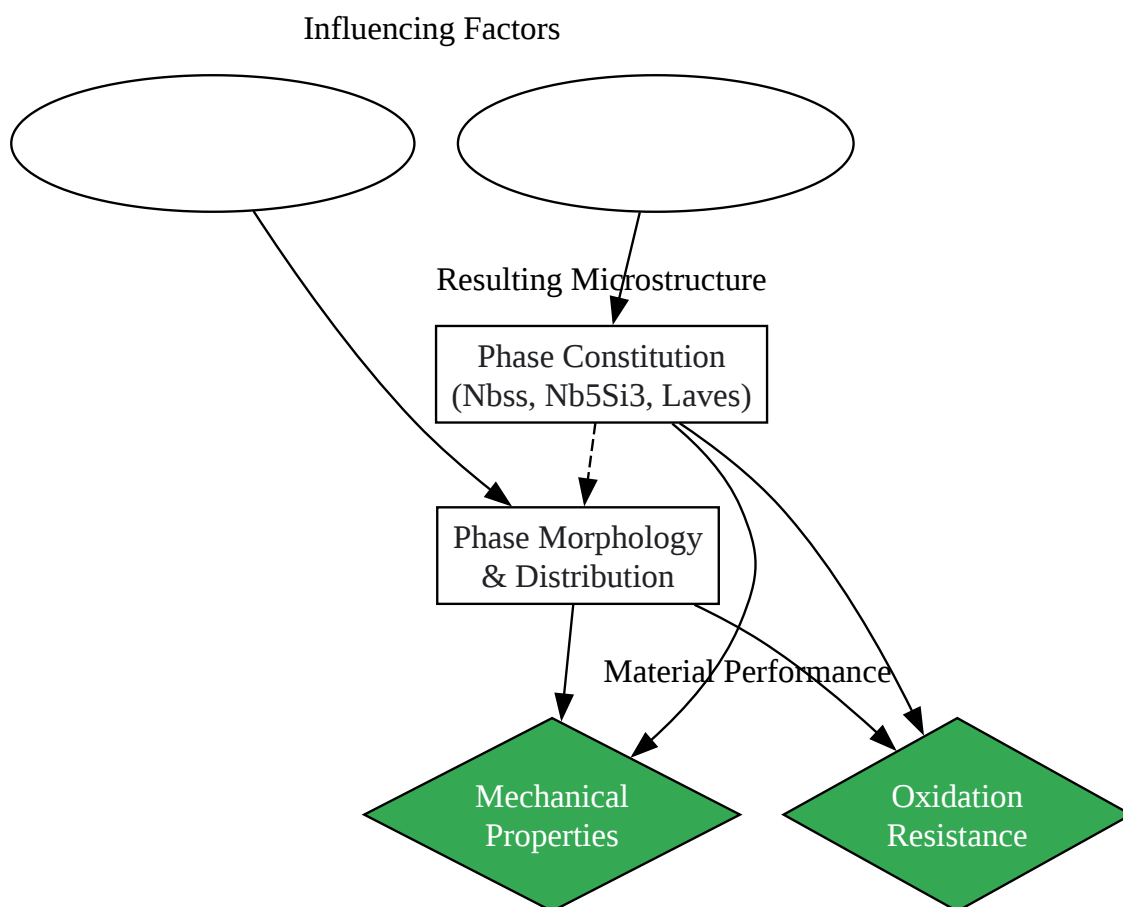 Influencing Factors
Resulting Microstructure
Phase Constitution
(Nbss, Nb5Si3, Laves)
Phase Morphology
& Distribution
Material Performance
Mechanical
Properties
Oxidation
Resistance